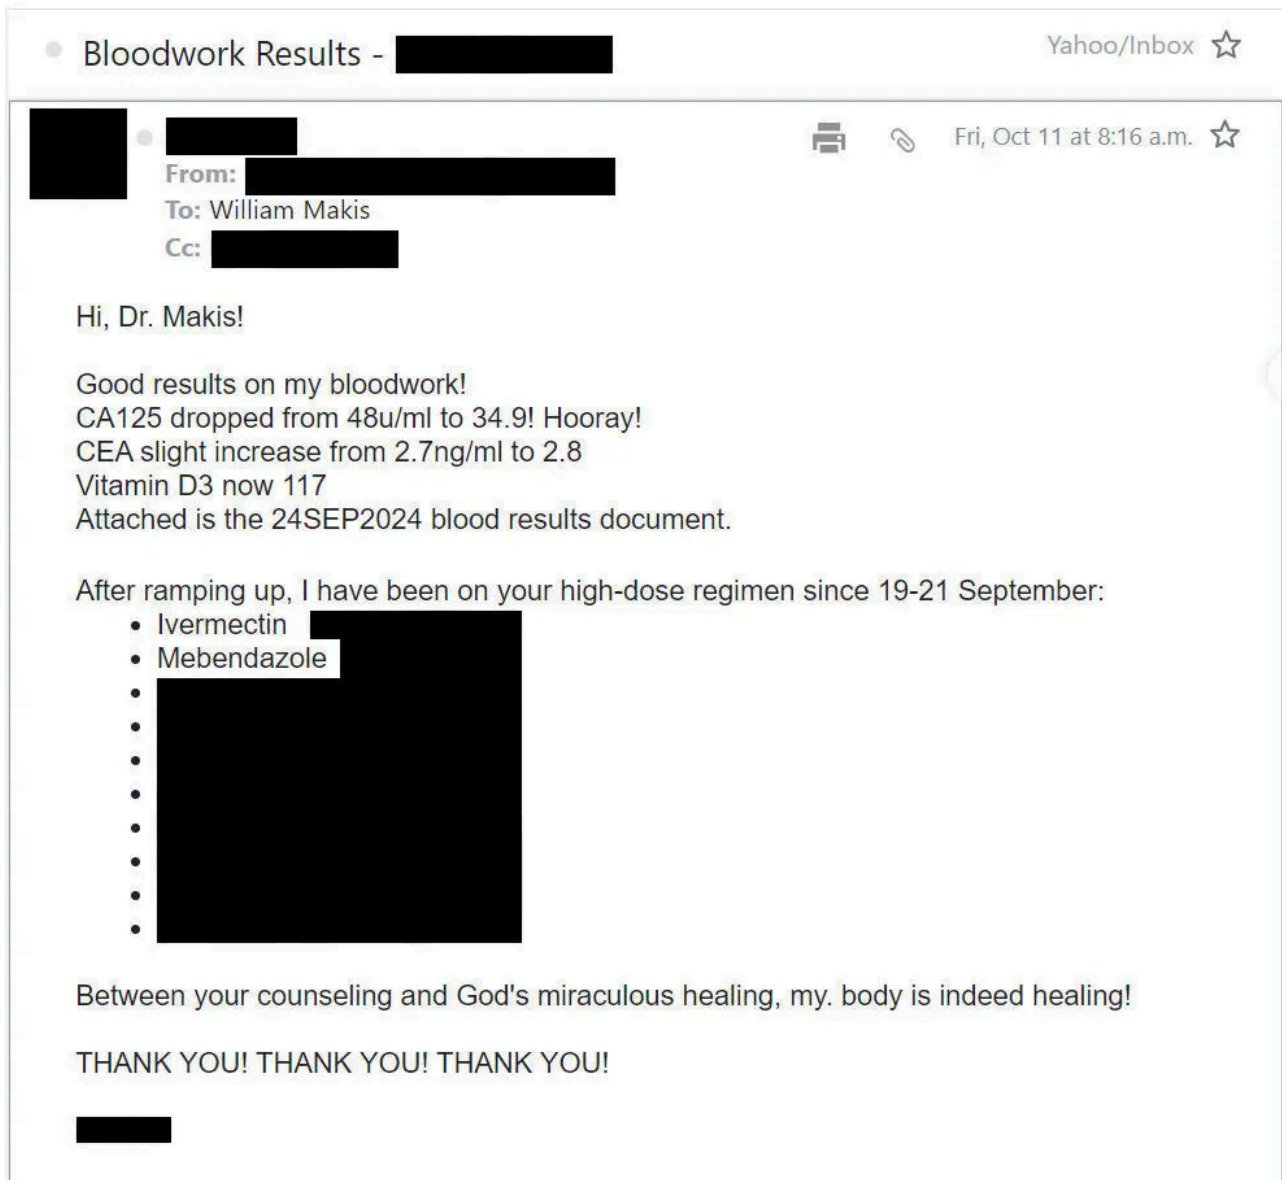 Bloodwork Results -
Yahoo/Inbox
Fri, Oct 11 at 8:16 a.m.
From:
To: William Makis
Cc:
Hi, Dr. Makis!
Good results on my bloodwork!
CA125 dropped from 48u/ml to 34.9! Hooray!
CEA slight increase from 2.7ng/ml to 2.8
Vitamin D3 now 117
Attached is the 24SEP2024 blood results document.
After ramping up, I have been on your high-dose regimen since 19-21 September:
• Ivermectin
• Mebendazole
•
•
•
•
•
•
•
•
Between your counseling and God's miraculous healing, my. body is indeed healing!
THANK YOU! THANK YOU! THANK YOU!